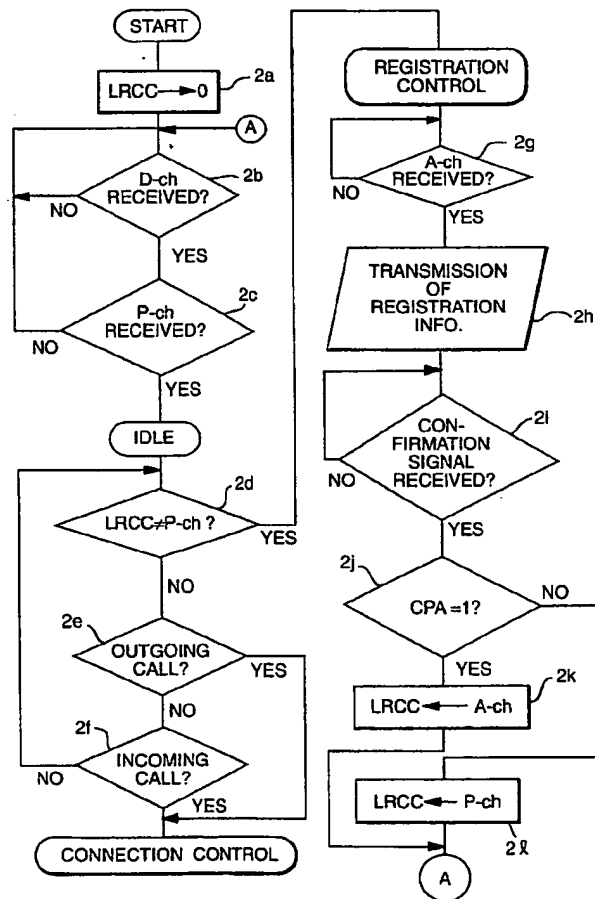 START
LRCC→0
2a
A
D-ch
RECEIVED?
2b
NO
YES
P-ch
RECEIVED?
2c
NO
YES
IDLE
LRCC≠P-ch ?
2d
YES
NO
2e
OUTGOING
CALL?
YES
NO
2f
INCOMING
CALL?
NO
YES
CONNECTION CONTROL
REGISTRATION
CONTROL
A-ch
RECEIVED?
2g
NO
YES
TRANSMISSION
OF
REGISTRATION
INFO.
2h
CON-
FIRMATION
SIGNAL
RECEIVED?
2i
NO
YES
2j
CPA=1?
NO
YES
LRCC ← A-ch
2k
LRCC ← P-ch
2ℓ
A